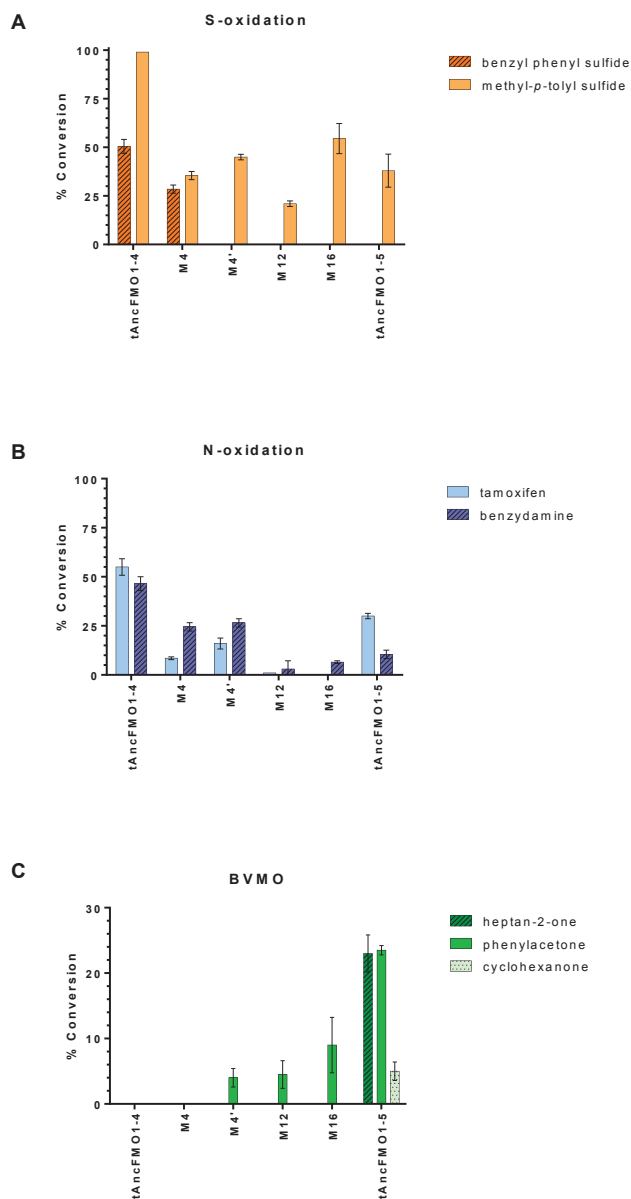 A
S-oxidation
benzyl phenyl sulfide
methyl-p-tolyl sulfide
% Conversion
100
75
50
25
0
tAncFMO1-4
M4
M4'
M12
M16
tAncFMO1-5
B
N-oxidation
tamoxifen
benzydamine
% Conversion
100
75
50
25
0
tAncFMO1-4
M4
M4'
M12
M16
tAncFMO1-5
C
BVMO
heptan-2-one
phenylacetone
cyclohexanone
% Conversion
30
20
10
0
tAncFMO1-4
M4
M4'
M12
M16
tAncFMO1-5